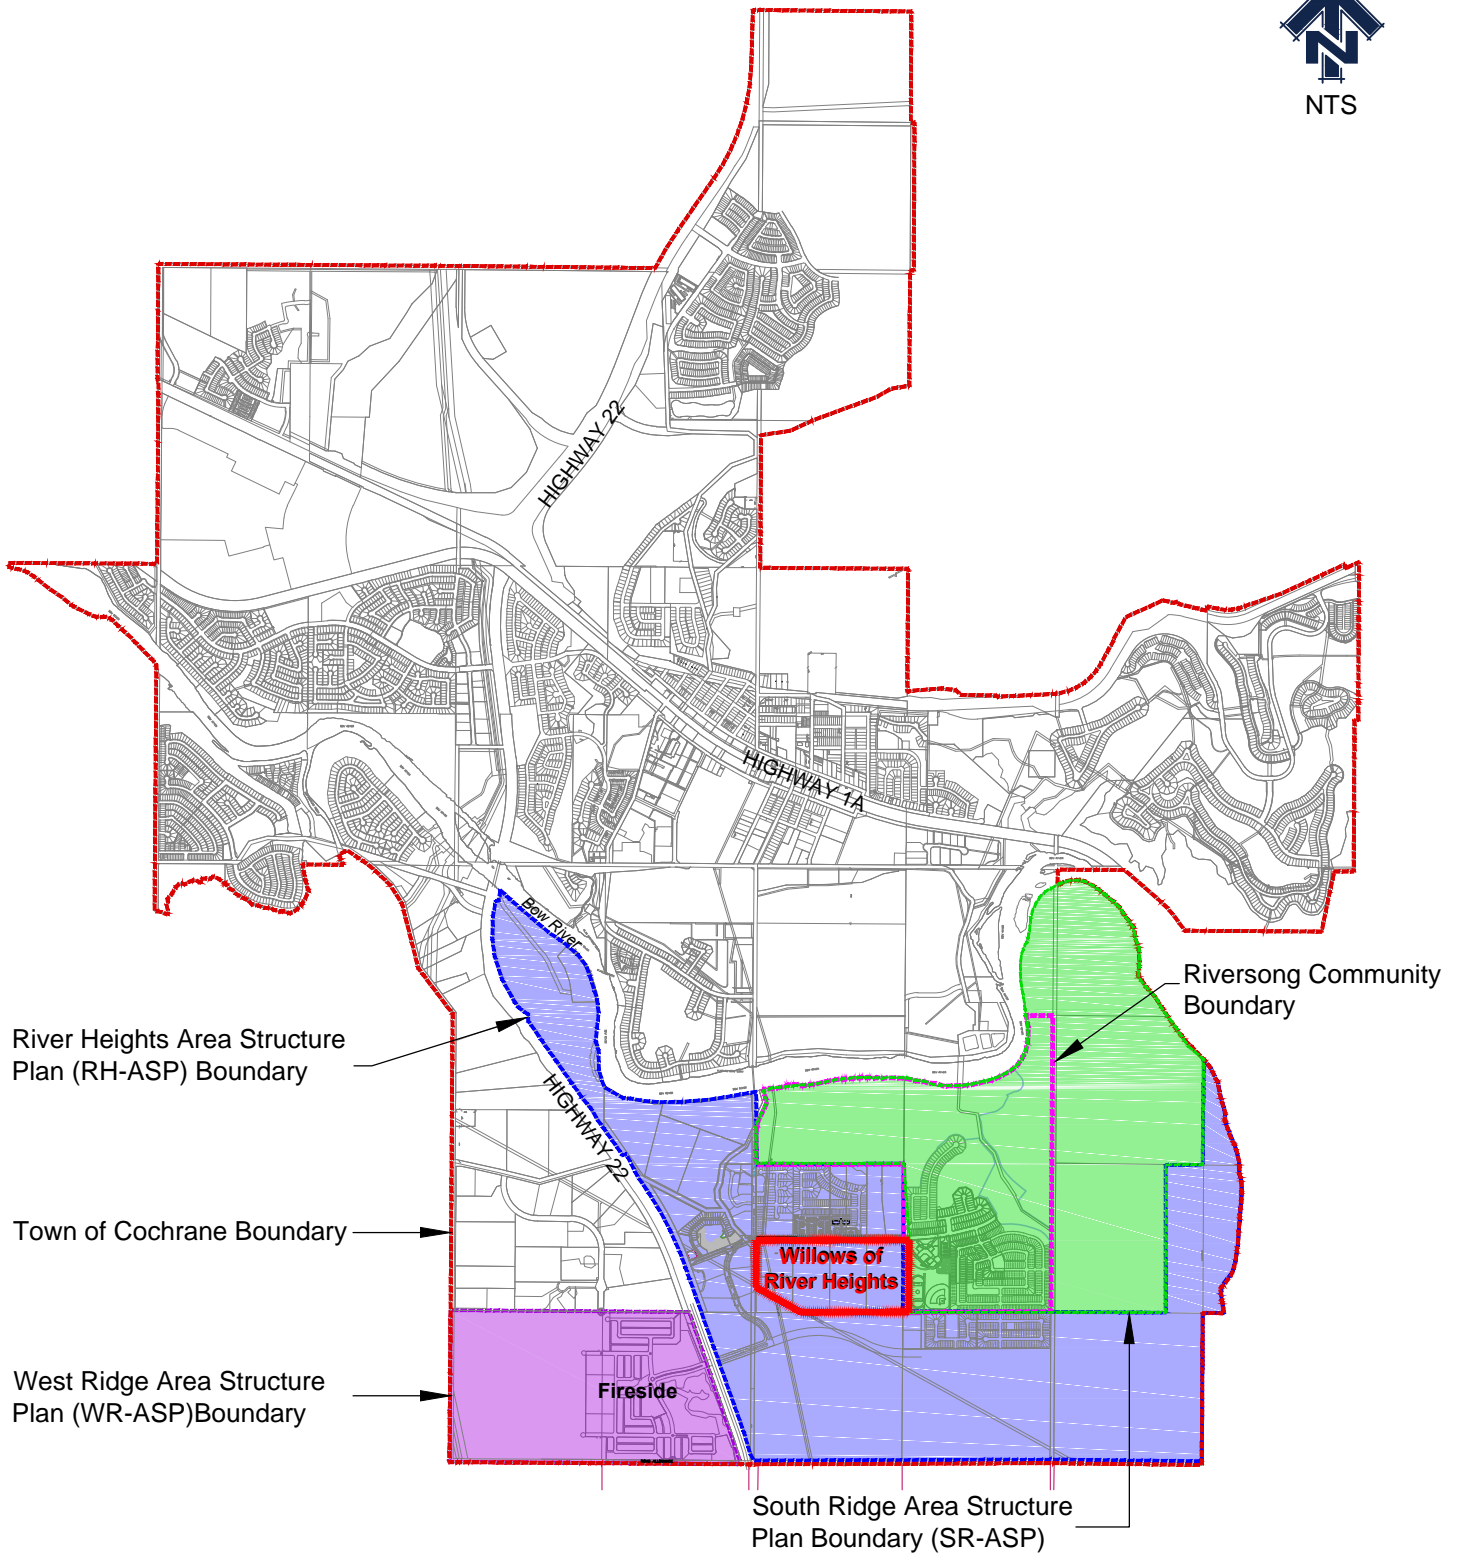 N
NTS
HIGHWAY 22
HIGHWAY 1A
Bow River
Riversong Community
Boundary
River Heights Area Structure
Plan (RH-ASP) Boundary
HIGHWAY 22
Town of Cochrane Boundary
Willows of
River Heights
West Ridge Area Structure
Plan (WR-ASP)Boundary
Fireside
South Ridge Area Structure
Plan Boundary (SR-ASP)